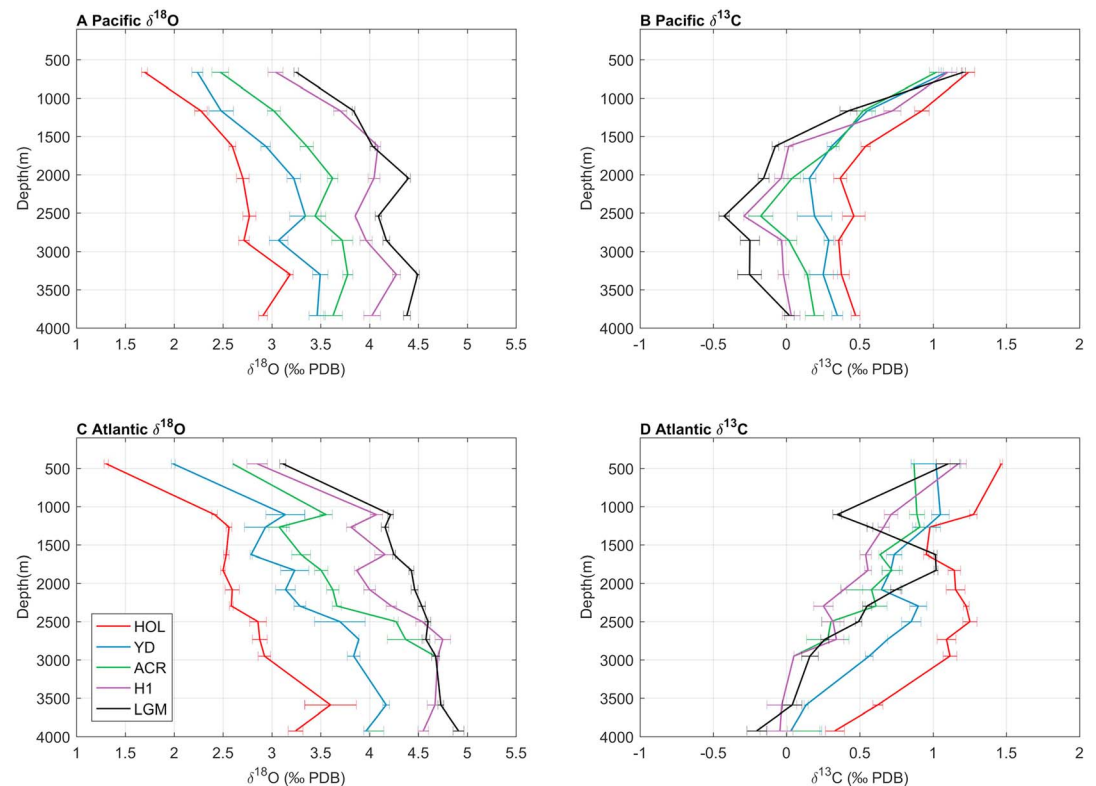 A Pacific δ18O
500
1000
1500
2000
2500
3000
3500
4000
Depth(m)
1 1.5 2 2.5 3 3.5 4 4.5 5 5.5
δ18O (‰ PDB)
B Pacific δ13C
500
1000
1500
2000
2500
3000
3500
4000
Depth(m)
-1 -0.5 0 0.5 1 1.5 2
δ13C (‰ PDB)
C Atlantic δ18O
500
1000
1500
2000
2500
3000
3500
4000
Depth(m)
HOL
YD
ACR
H1
LGM
1 1.5 2 2.5 3 3.5 4 4.5 5 5.5
δ18O (‰ PDB)
D Atlantic δ13C
500
1000
1500
2000
2500
3000
3500
4000
Depth(m)
-1 -0.5 0 0.5 1 1.5 2
δ13C (‰ PDB)